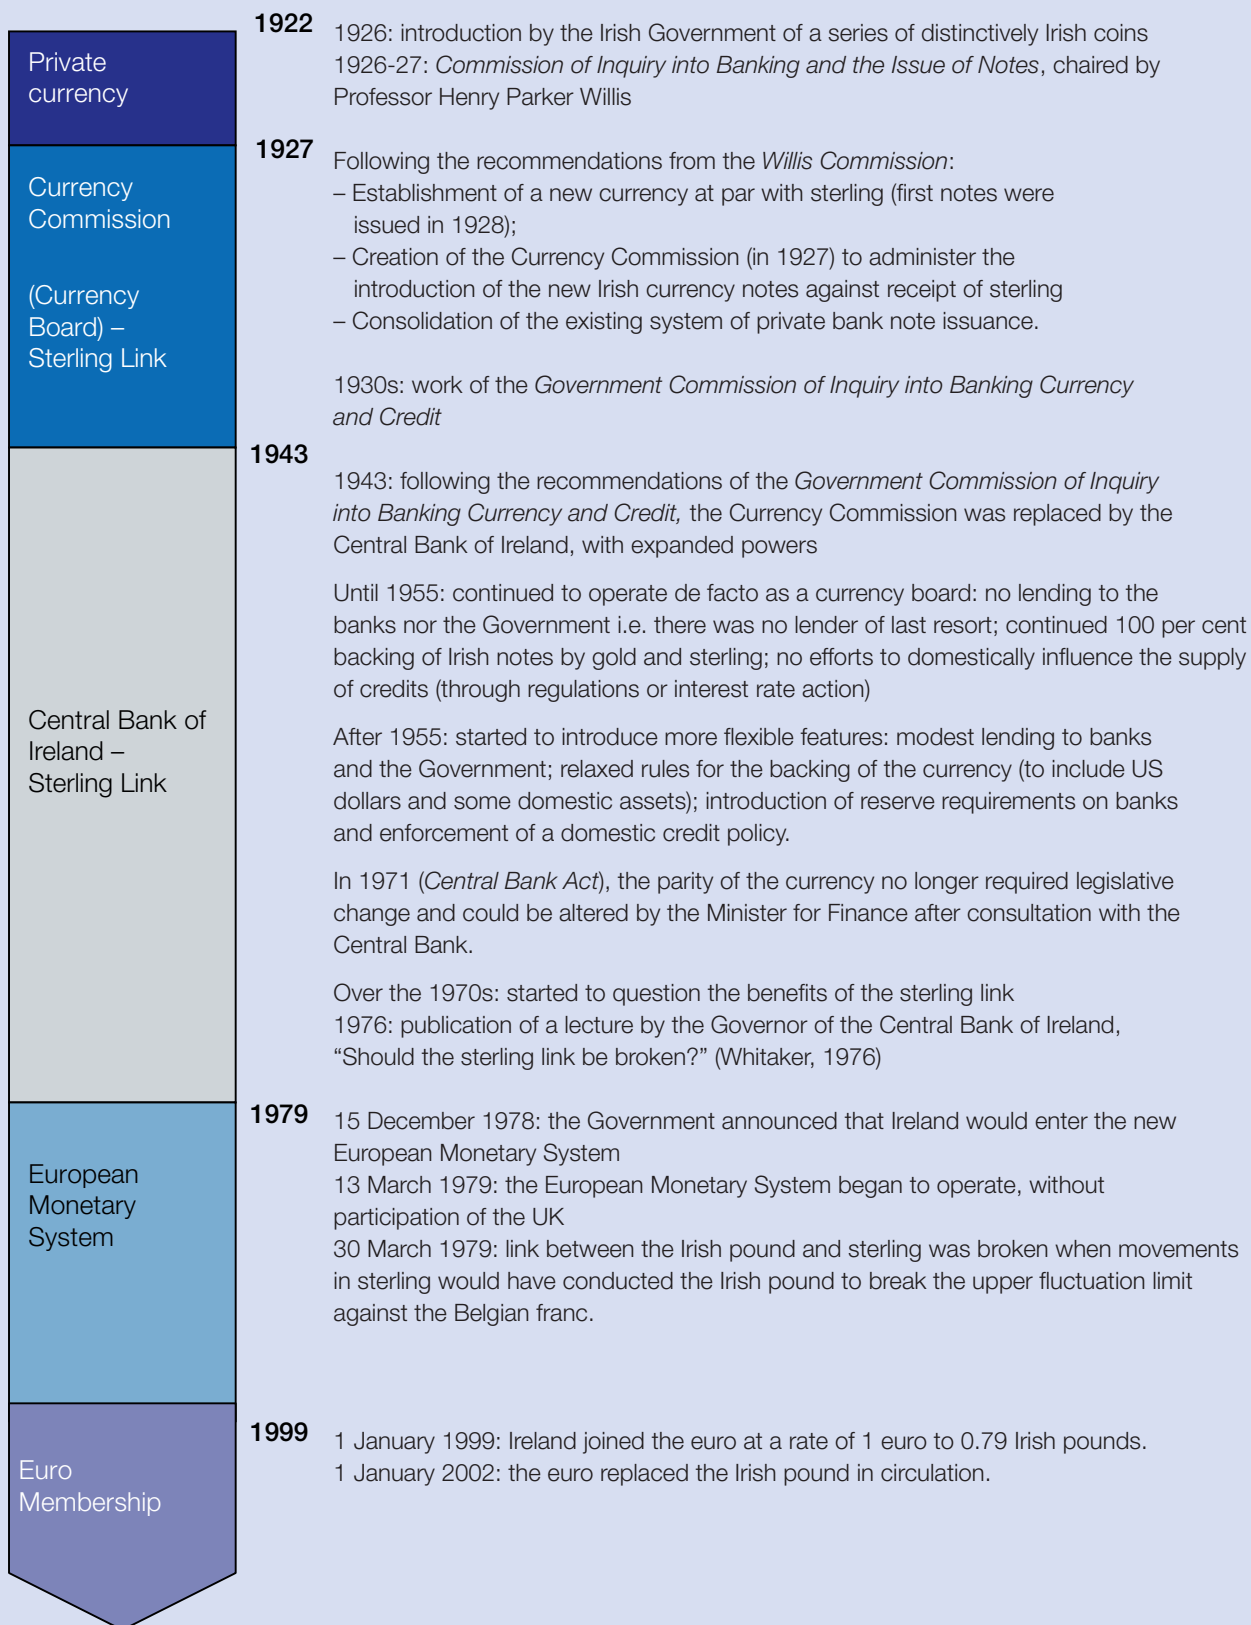 Private
currency
1922
1926: introduction by the Irish Government of a series of distinctively Irish coins
1926-27: Commission of Inquiry into Banking and the Issue of Notes, chaired by
Professor Henry Parker Willis
Currency
Commission
(Currency
Board) –
Sterling Link
1927
Following the recommendations from the Willis Commission:
– Establishment of a new currency at par with sterling (first notes were
issued in 1928);
– Creation of the Currency Commission (in 1927) to administer the
introduction of the new Irish currency notes against receipt of sterling
– Consolidation of the existing system of private bank note issuance.
1930s: work of the Government Commission of Inquiry into Banking Currency
and Credit
Central Bank of
Ireland –
Sterling Link
1943
1943: following the recommendations of the Government Commission of Inquiry
into Banking Currency and Credit, the Currency Commission was replaced by the
Central Bank of Ireland, with expanded powers
Until 1955: continued to operate de facto as a currency board: no lending to the
banks nor the Government i.e. there was no lender of last resort; continued 100 per cent
backing of Irish notes by gold and sterling; no efforts to domestically influence the supply
of credits (through regulations or interest rate action)
After 1955: started to introduce more flexible features: modest lending to banks
and the Government; relaxed rules for the backing of the currency (to include US
dollars and some domestic assets); introduction of reserve requirements on banks
and enforcement of a domestic credit policy.
In 1971 (Central Bank Act), the parity of the currency no longer required legislative
change and could be altered by the Minister for Finance after consultation with the
Central Bank.
Over the 1970s: started to question the benefits of the sterling link
1976: publication of a lecture by the Governor of the Central Bank of Ireland,
“Should the sterling link be broken?” (Whitaker, 1976)
European
Monetary
System
1979
15 December 1978: the Government announced that Ireland would enter the new
European Monetary System
13 March 1979: the European Monetary System began to operate, without
participation of the UK
30 March 1979: link between the Irish pound and sterling was broken when movements
in sterling would have conducted the Irish pound to break the upper fluctuation limit
against the Belgian franc.
Euro
Membership
1999
1 January 1999: Ireland joined the euro at a rate of 1 euro to 0.79 Irish pounds.
1 January 2002: the euro replaced the Irish pound in circulation.